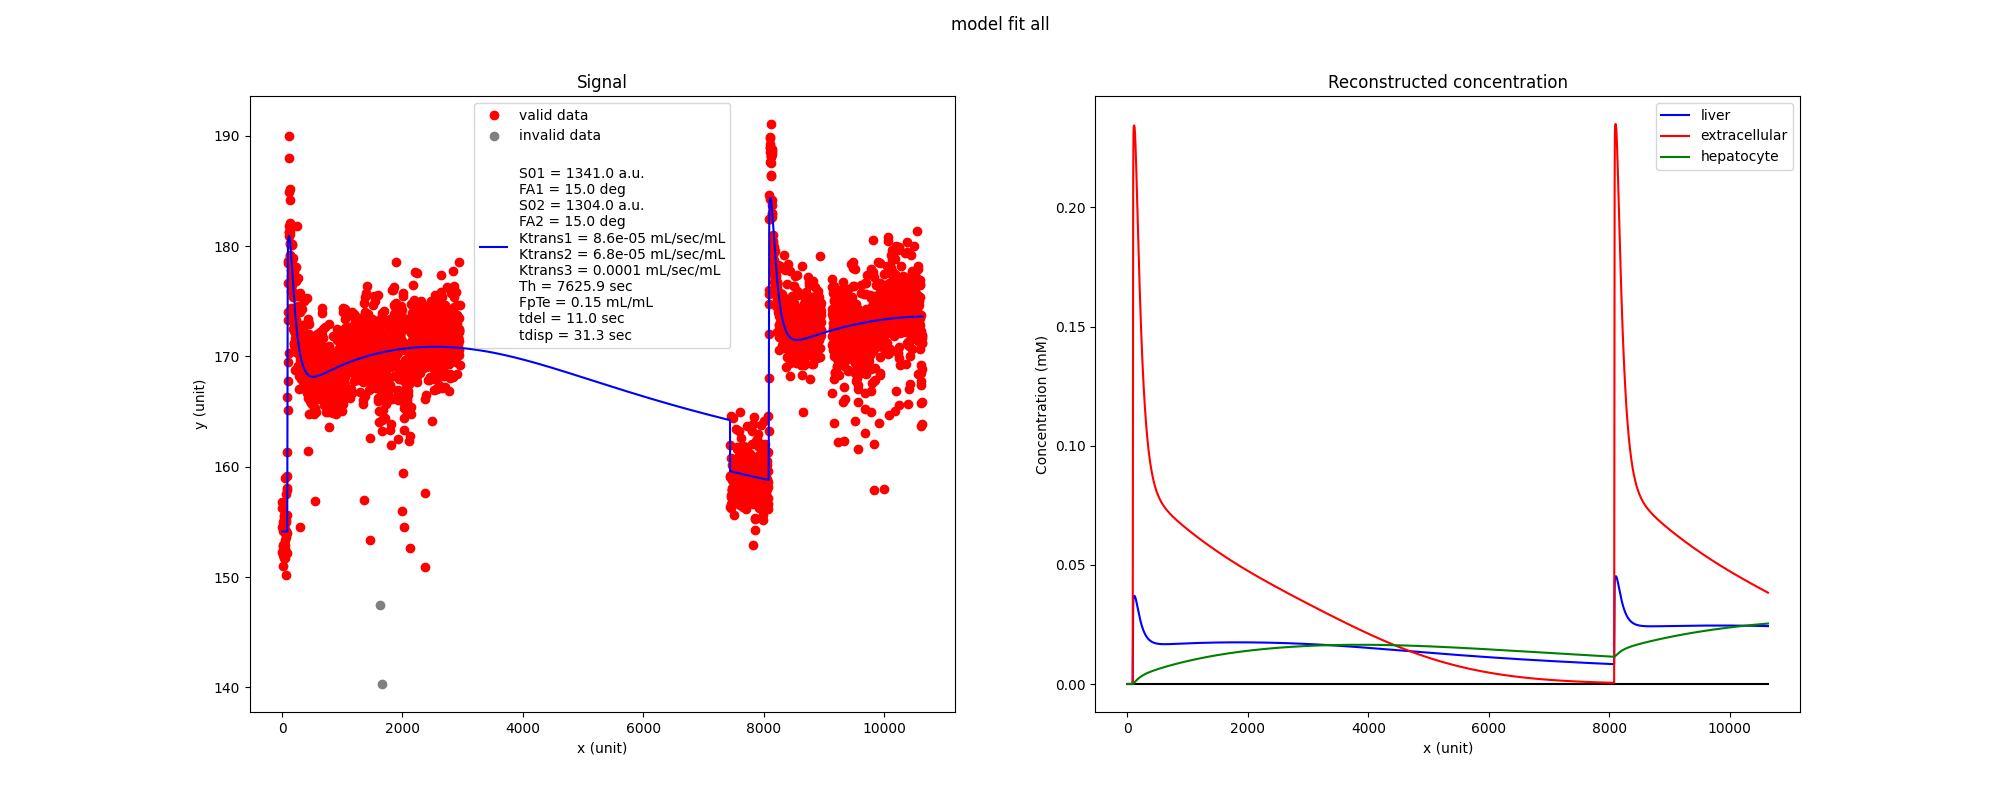 model fit all
Signal
valid data
invalid data
S01 = 1341.0 a.u.
FA1 = 15.0 deg
S02 = 1304.0 a.u.
FA2 = 15.0 deg
Ktrans1 = 8.6e-05 mL/sec/mL
Ktrans2 = 6.8e-05 mL/sec/mL
Ktrans3 = 0.0001 mL/sec/mL
Th = 7625.9 sec
FpTe = 0.15 mL/mL
tdel = 11.0 sec
tdisp = 31.3 sec
y (unit)
190
180
170
160
150
140
0 2000 4000 6000 8000 10000
x (unit)
Reconstructed concentration
liver
extracellular
hepatocyte
Concentration (mM)
0.20
0.15
0.10
0.05
0.00
0 2000 4000 6000 8000 10000
x (unit)